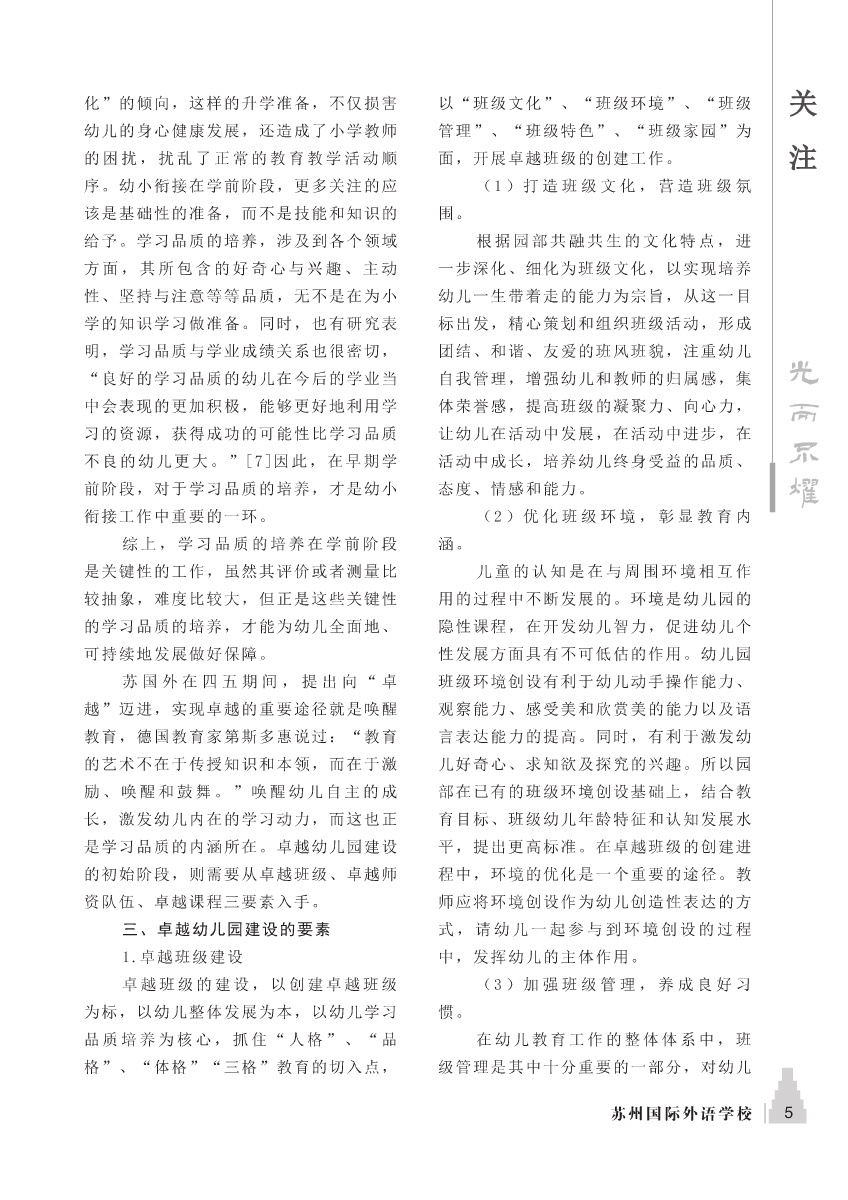 化”的倾向，这样的升学准备，不仅损害
幼儿的身心健康发展，还造成了小学教师
的困扰，扰乱了正常的教育教学活动顺
序。幼小衔接在学前阶段，更多关注的应
该是基础性的准备，而不是技能和知识的
给予。学习品质的培养，涉及到各个领域
方面，其所包含的好奇心与兴趣、主动
性、坚持与注意等等品质，无不是在为小
学的知识学习做准备。同时，也有研究表
明，学习品质与学业成绩关系也很密切，
“良好的学习品质的幼儿在今后的学业当
中会表现的更加积极，能够更好地利用学
习的资源，获得成功的可能性比学习品质
不良的幼儿更大。”[7]因此，在早期学
前阶段，对于学习品质的培养，才是幼小
衔接工作中重要的一环。
综上，学习品质的培养在学前阶段
是关键性的工作，虽然其评价或者测量比
较抽象，难度比较大，但正是这些关键性
的学习品质的培养，才能为幼儿全面地、
可持续地发展做好保障。
苏国外在四五期间，提出向“卓
越”迈进，实现卓越的重要途径就是唤醒
教育，德国教育家第斯多惠说过：“教育
的艺术不在于传授知识和本领，而在于激
励、唤醒和鼓舞。”唤醒幼儿自主的成
长，激发幼儿内在的学习动力，而这也正
是学习品质的内涵所在。卓越幼儿园建设
的初始阶段，则需要从卓越班级、卓越师
资队伍、卓越课程三要素入手。
三、卓越幼儿园建设的要素
1.卓越班级建设
卓越班级的建设，以创建卓越班级
为标，以幼儿整体发展为本，以幼儿学习
品质培养为核心，抓住“人格”、“品
格”、“体格”“三格”教育的切入点，
以“班级文化”、“班级环境”、“班级
管理”、“班级特色”、“班级家园”为
面，开展卓越班级的创建工作。
（1）打造班级文化，营造班级氛
围。
根据园部共融共生的文化特点，进
一步深化、细化为班级文化，以实现培养
幼儿一生带着走的能力为宗旨，从这一目
标出发，精心策划和组织班级活动，形成
团结、和谐、友爱的班风班貌，注重幼儿
自我管理，增强幼儿和教师的归属感，集
体荣誉感，提高班级的凝聚力、向心力，
让幼儿在活动中发展，在活动中进步，在
活动中成长，培养幼儿终身受益的品质、
态度、情感和能力。
（2）优化班级环境，彰显教育内
涵。
儿童的认知是在与周围环境相互作
用的过程中不断发展的。环境是幼儿园的
隐性课程，在开发幼儿智力，促进幼儿个
性发展方面具有不可低估的作用。幼儿园
班级环境创设有利于幼儿动手操作能力、
观察能力、感受美和欣赏美的能力以及语
言表达能力的提高。同时，有利于激发幼
儿好奇心、求知欲及探究的兴趣。所以园
部在已有的班级环境创设基础上，结合教
育目标、班级幼儿年龄特征和认知发展水
平，提出更高标准。在卓越班级的创建进
程中，环境的优化是一个重要的途径。教
师应将环境创设作为幼儿创造性表达的方
式，请幼儿一起参与到环境创设的过程
中，发挥幼儿的主体作用。
（3）加强班级管理，养成良好习
惯。
在幼儿教育工作的整体体系中，班
级管理是其中十分重要的一部分，对幼儿
关注
光而不耀
苏州国际外语学校
5